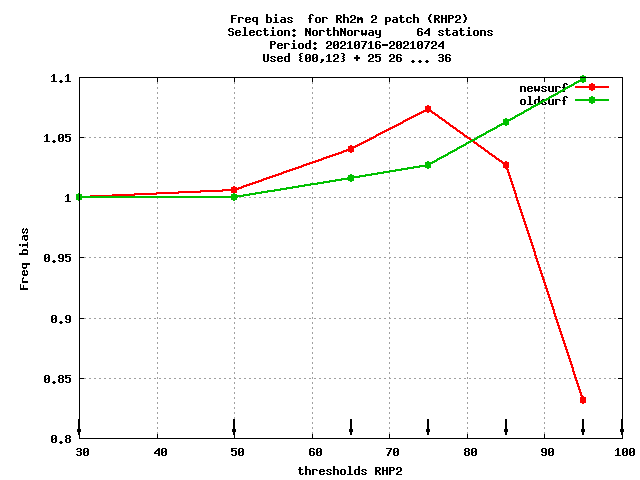 Freq bias  for Rh2m 2 patch (RHP2)
Selection: NorthNorway     64 stations
Period: 20210716-20210724
Used {00,12} + 25 26 ... 36
newsurf
oldsurf
1.1
1.05
1
0.95
0.9
0.85
0.8
Freq bias
30 40 50 60 70 80 90 100
thresholds RHP2